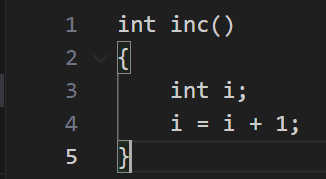 1 int inc()
2 {
3     int i;
4     i = i + 1;
5 }